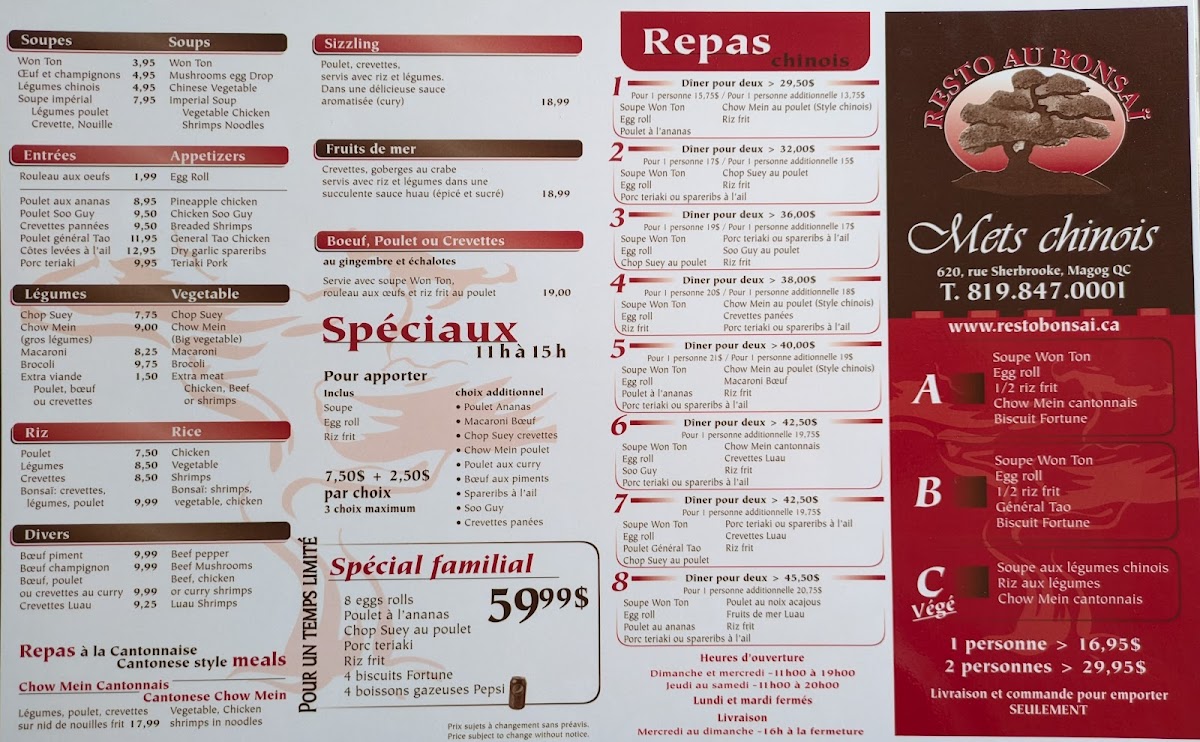 Soupes Soups
Won Ton 3,95 Won Ton
Œuf et champignons 4,95 Mushrooms egg Drop
Légumes chinois 4,95 Chinese Vegetable
Soupe impérial 7,95 Imperial Soup
Légumes poulet Vegetable Chicken
Crevette, Nouille Shrimps Noodles
Entrées Appetizers
Rouleau aux oeufs 1,99 Egg Roll
Poulet aux ananas 8,95 Pineapple chicken
Poulet Soo Guy 9,50 Chicken Soo Guy
Crevettes pannées 9,50 Breaded Shrimps
Poulet général Tao 11,95 General Tao Chicken
Côtes levées à l'ail 12,95 Dry garlic spareribs
Porc teriaki 9,95 Teriaki Pork
Légumes Vegetable
Chop Suey 7,75 Chop Suey
Chow Mein 9,00 Chow Mein
(gros légumes) (Big vegetable)
Macaroni 8,25 Macaroni
Brocoli 9,75 Brocoli
Extra viande 1,50 Extra meat
Poulet, bœuf Chicken, Beef
ou crevettes or shrimps
Riz Rice
Poulet 7,50 Chicken
Légumes 8,50 Vegetable
Crevettes 8,50 Shrimps
Bonsaï: crevettes, Bonsaï: shrimps,
légumes, poulet 9,99 vegetable, chicken
Divers
Bœuf piment 9,99 Beef pepper
Bœuf champignon 9,99 Beef Mushrooms
Bœuf, poulet Beef, chicken
ou crevettes au curry 9,99 or curry shrimps
Crevettes Luau 9,25 Luau Shrimps
Repas à la Cantonnaise
Cantonese style meals
Chow Mein Cantonnais
Cantonese Chow Mein
Légumes, poulet, crevettes Vegetable, Chicken
sur nid de nouilles frit 17,99 shrimps in noodles
Sizzling
Poulet, crevettes,
servis avec riz et légumes.
Dans une délicieuse sauce
aromatisée (cury) 18,99
Fruits de mer
Crevettes, goberges au crabe
servis avec riz et légumes dans une
succulente sauce huau (épicé et sucré) 18,99
Boeuf, Poulet ou Crevettes
au gingembre et échalotes
Servie avec soupe Won Ton,
rouleau aux œufs et riz frit au poulet 19,00
Spéciaux
11h à 15h
Pour apporter
Inclus
Soupe
Egg roll
Riz frit
7,50$ + 2,50$
par choix
3 choix maximum
choix additionnel
• Poulet Ananas
• Macaroni Bœuf
• Chop Suey crevettes
• Chow Mein poulet
• Poulet aux curry
• Bœuf aux piments
• Spareribs à l'ail
• Soo Guy
• Crevettes panées
POUR UN TEMPS LIMITÉ
Spécial familial
59 99$
8 eggs rolls
Poulet à l'ananas
Chop Suey au poulet
Porc teriaki
Riz frit
4 biscuits Fortune
4 boissons gazeuses Pepsi
Prix sujets à changement sans préavis.
Price subject to change without notice.
Repas
chinois
1 Dîner pour deux > 29,50$
Pour 1 personne 15,75$ / Pour 1 personne additionnelle 13,75$
Soupe Won Ton Chow Mein au poulet (Style chinois)
Egg roll Riz frit
Poulet à l'ananas
2 Dîner pour deux > 32,00$
Pour 1 personne 17$ / Pour 1 personne additionnelle 15$
Soupe Won Ton Chop Suey au poulet
Egg roll Riz frit
Porc teriaki ou spareribs à l'ail
3 Dîner pour deux > 36,00$
Pour 1 personne 19$ / Pour 1 personne additionnelle 17$
Soupe Won Ton Porc teriaki ou spareribs à l'ail
Egg roll Soo Guy au poulet
Chop Suey au poulet Riz frit
4 Dîner pour deux > 38,00$
Pour 1 personne 20$ / Pour 1 personne additionnelle 18$
Soupe Won Ton Chow Mein au poulet (Style chinois)
Egg roll Crevettes panées
Riz frit Porc teriaki ou spareribs à l'ail
5 Dîner pour deux > 40,00$
Pour 1 personne 21$ / Pour 1 personne additionnelle 19$
Soupe Won Ton Chow Mein au poulet (Style chinois)
Egg roll Macaroni Bœuf
Poulet à l'ananas Riz frit
Porc teriaki ou spareribs à l'ail
6 Dîner pour deux > 42,50$
Pour 1 personne additionnelle 19,75$
Soupe Won Ton Chow Mein cantonnais
Egg roll Crevettes Luau
Soo Guy Riz frit
Porc teriaki ou spareribs à l'ail
7 Dîner pour deux > 42,50$
Pour 1 personne additionnelle 19,75$
Soupe Won Ton Porc teriaki ou spareribs à l'ail
Egg roll Crevettes Luau
Poulet Général Tao Riz frit
Chop Suey au poulet
8 Dîner pour deux > 45,50$
Pour 1 personne additionnelle 20,75$
Soupe Won Ton Poulet au noix acajous
Egg roll Fruits de mer Luau
Poulet au ananas Riz frit
Porc teriaki ou spareribs à l'ail
Heures d'ouverture
Dimanche et mercredi -11h00 à 19h00
Jeudi au samedi -11h00 à 20h00
Lundi et mardi fermés
Livraison
Mercredi au dimanche -16h à la fermeture
RESTO AU BONSAÏ
Mets chinois
620, rue Sherbrooke, Magog QC
T. 819.847.0001
www.restobonsai.ca
A
Soupe Won Ton
Egg roll
1/2 riz frit
Chow Mein cantonnais
Biscuit Fortune
B
Soupe Won Ton
Egg roll
1/2 riz frit
Général Tao
Biscuit Fortune
C
Végé
Soupe aux légumes chinois
Riz aux légumes
Chow Mein cantonnais
1 personne > 16,95$
2 personnes > 29,95$
Livraison et commande pour emporter
SEULEMENT